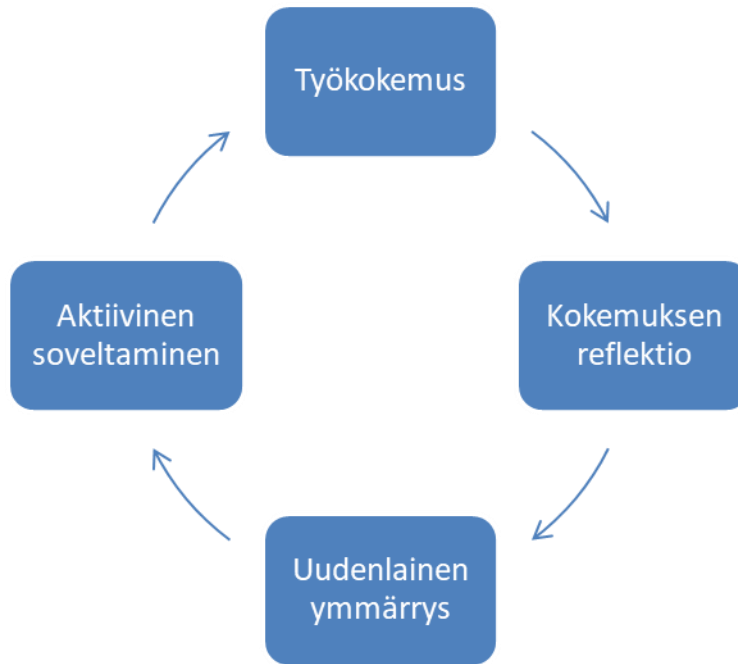 Työkokemus
Kokemuksen
reflektio
Uudenlainen
ymmärrys
Aktiivinen
soveltaminen